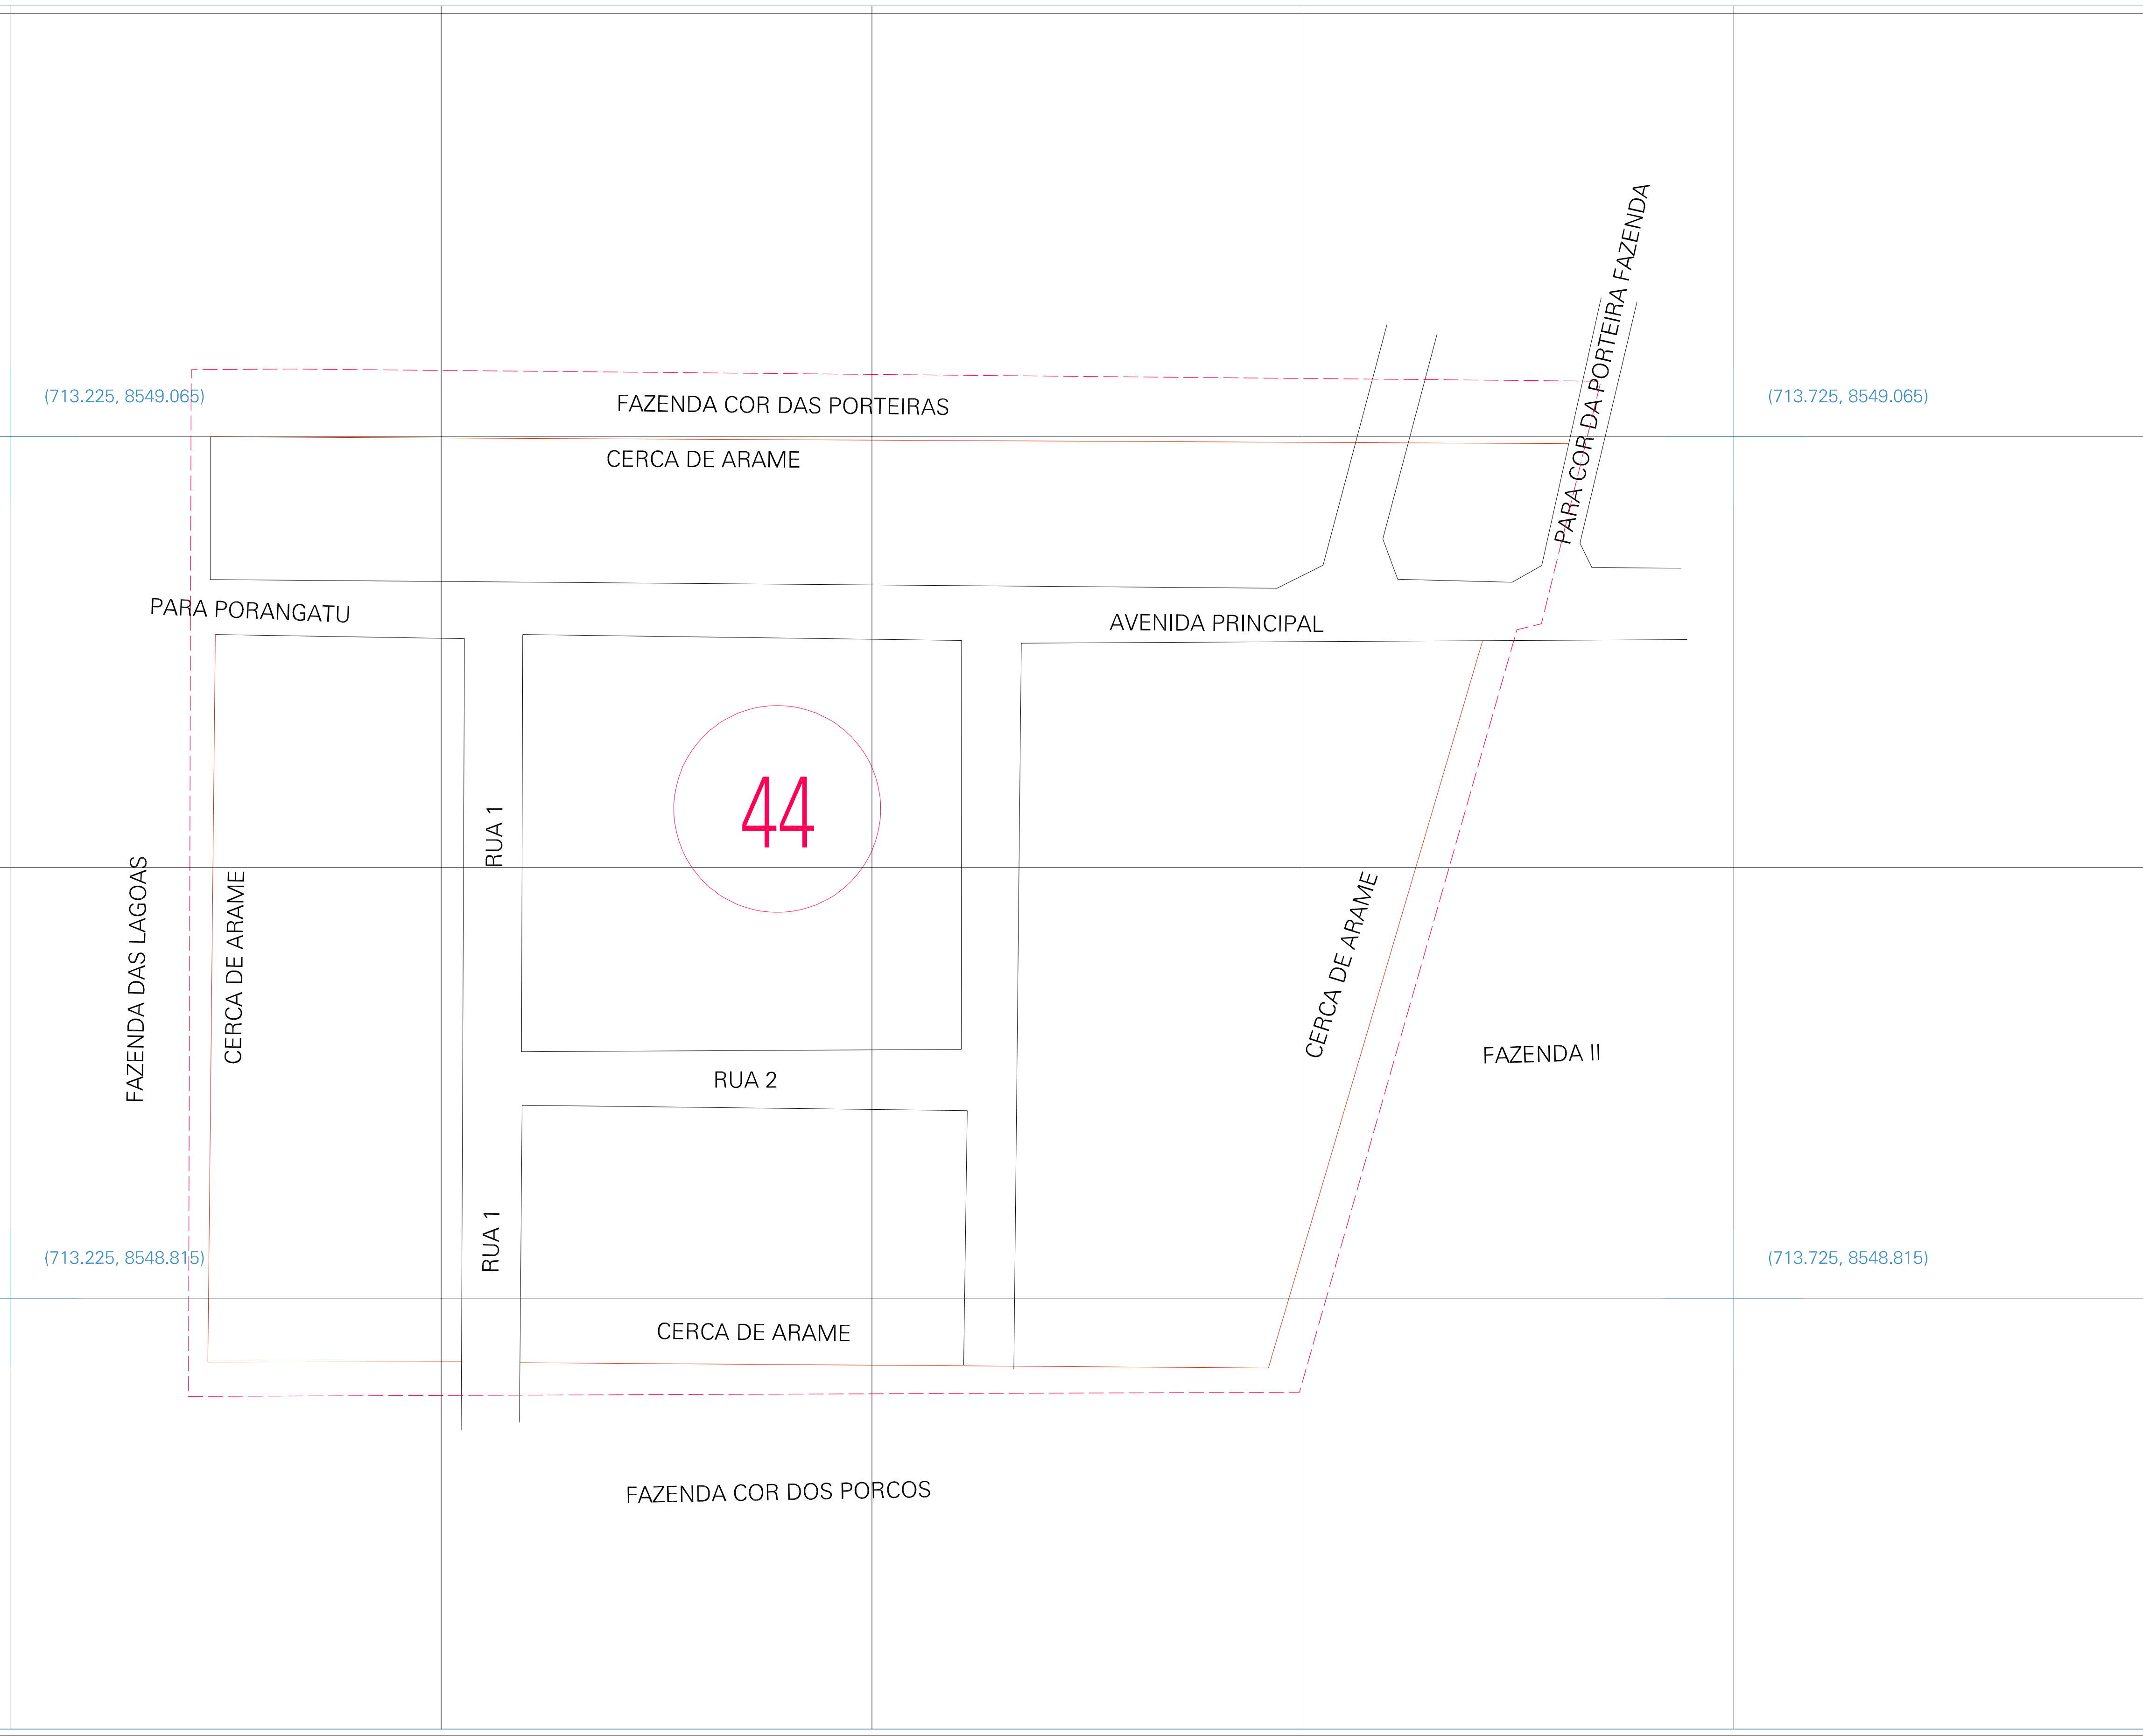 PARA COR DA PORTEIRA FAZENDA
(713.225, 8549.065)
FAZENDA COR DAS PORTEIRAS
(713.725, 8549.065)
CERCA DE ARAME
PARA PORANGATU
AVENIDA PRINCIPAL
44
RUA 1
FAZENDA DAS LAGOAS
CERCA DE ARAME
CERCA DE ARAME
FAZENDA II
RUA 2
RUA 1
(713.225, 8548.815)
(713.725, 8548.815)
CERCA DE ARAME
FAZENDA COR DOS PORCOS